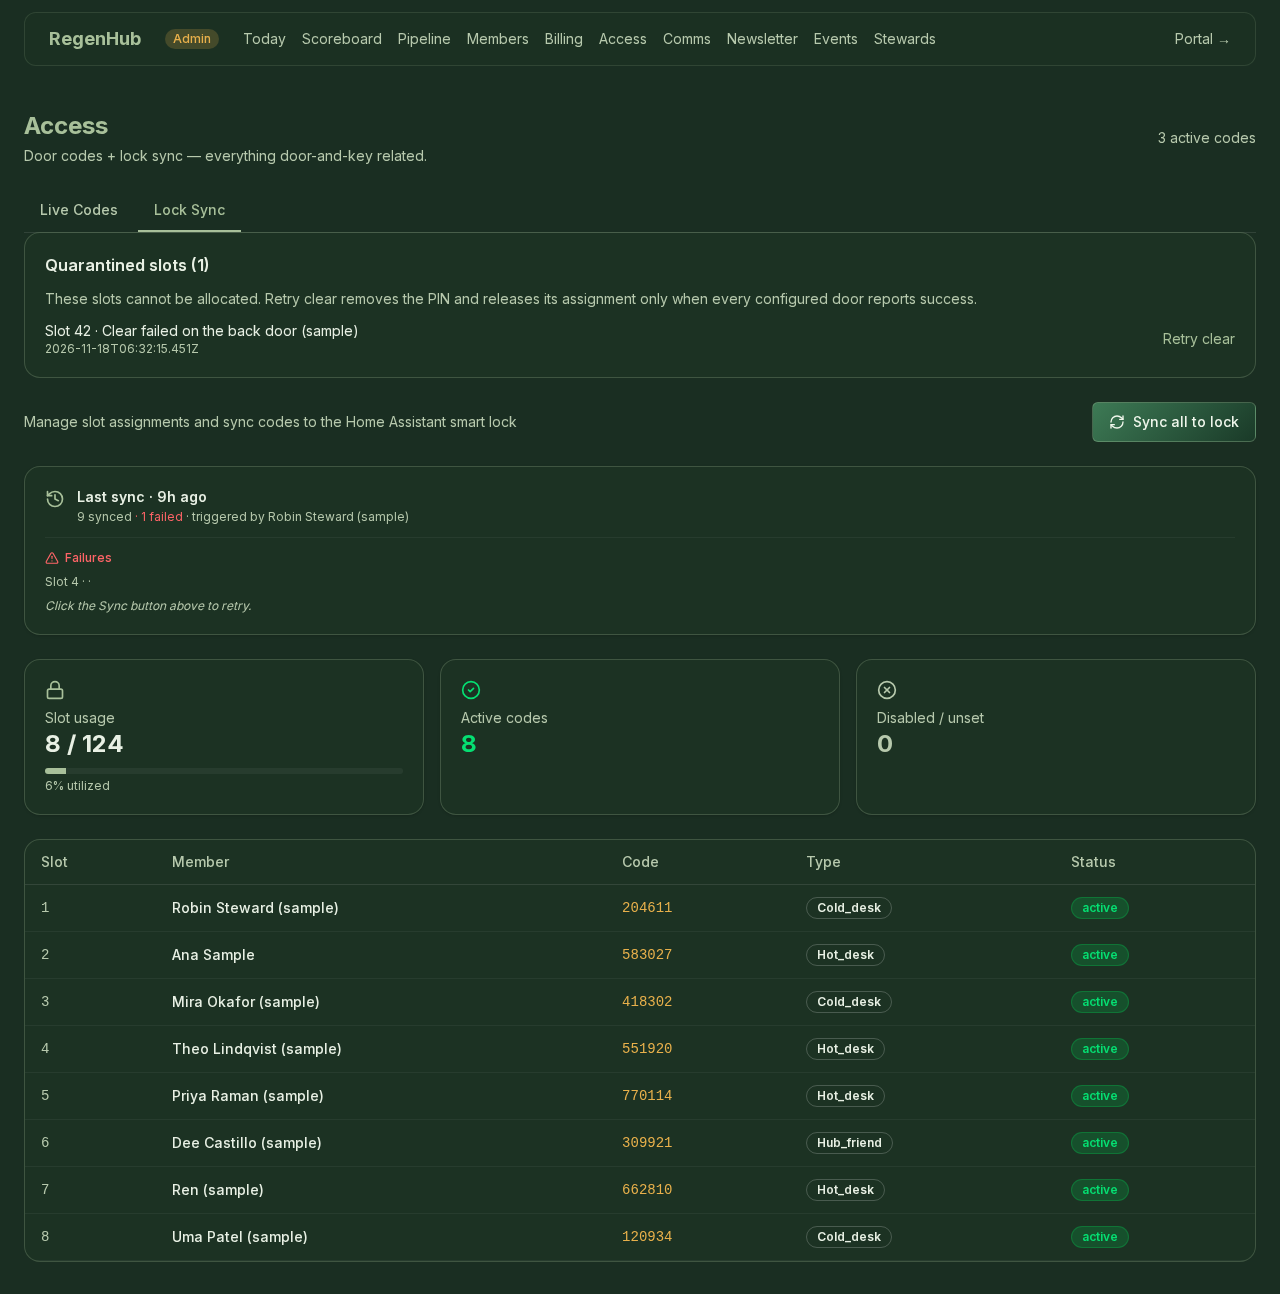 RegenHub Admin Today Scoreboard Pipeline Members Billing Access Comms Newsletter Events Stewards Portal →
Access
Door codes + lock sync — everything door-and-key related.
3 active codes
Live Codes Lock Sync
Quarantined slots (1)
These slots cannot be allocated. Retry clear removes the PIN and releases its assignment only when every configured door reports success.
Slot 42 · Clear failed on the back door (sample)
2026-11-18T06:32:15.451Z
Retry clear
Manage slot assignments and sync codes to the Home Assistant smart lock
Sync all to lock
Last sync · 9h ago
9 synced · 1 failed · triggered by Robin Steward (sample)
Failures
Slot 4 · ·
Click the Sync button above to retry.
Slot usage
8 / 124
6% utilized
Active codes
8
Disabled / unset
0
Slot Member Code Type Status
1 Robin Steward (sample) 204611 Cold_desk active
2 Ana Sample 583027 Hot_desk active
3 Mira Okafor (sample) 418302 Cold_desk active
4 Theo Lindqvist (sample) 551920 Hot_desk active
5 Priya Raman (sample) 770114 Hot_desk active
6 Dee Castillo (sample) 309921 Hub_friend active
7 Ren (sample) 662810 Hot_desk active
8 Uma Patel (sample) 120934 Cold_desk active